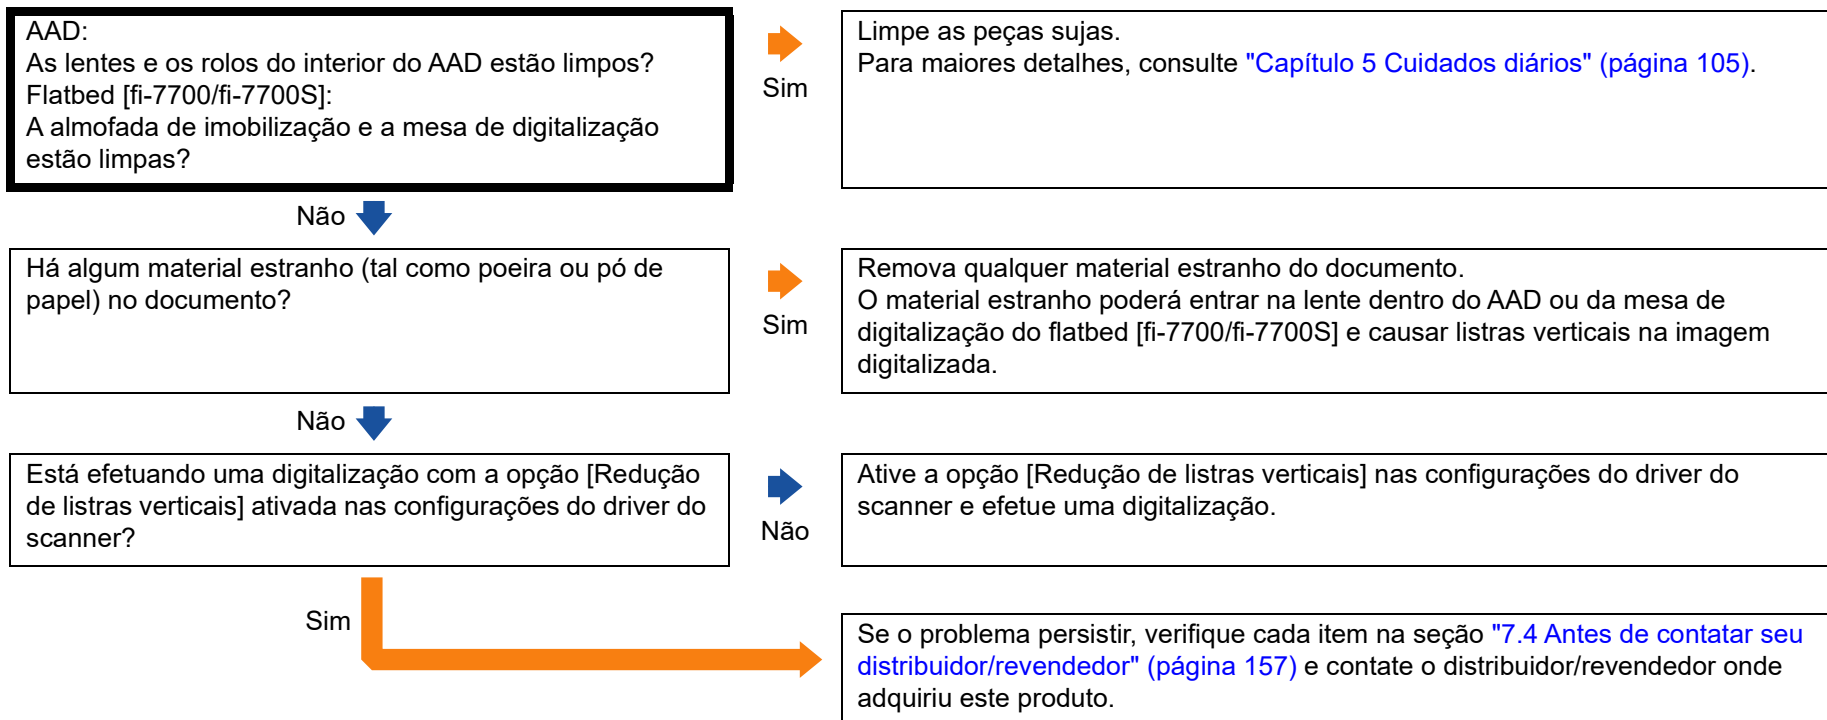 AAD:
As lentes e os rolos do interior do AAD estão limpos?
Flatbed [fi-7700/fi-7700S]:
A almofada de imobilização e a mesa de digitalização
estão limpas?
Sim
Limpe as peças sujas.
Para maiores detalhes, consulte "Capítulo 5 Cuidados diários" (página 105).
Não
Há algum material estranho (tal como poeira ou pó de
papel) no documento?
Sim
Remova qualquer material estranho do documento.
O material estranho poderá entrar na lente dentro do AAD ou da mesa de
digitalização do flatbed [fi-7700/fi-7700S] e causar listras verticais na imagem
digitalizada.
Não
Está efetuando uma digitalização com a opção [Redução
de listras verticais] ativada nas configurações do driver do
scanner?
Não
Ative a opção [Redução de listras verticais] nas configurações do driver do
scanner e efetue uma digitalização.
Sim
Se o problema persistir, verifique cada item na seção "7.4 Antes de contatar seu
distribuidor/revendedor" (página 157) e contate o distribuidor/revendedor onde
adquiriu este produto.